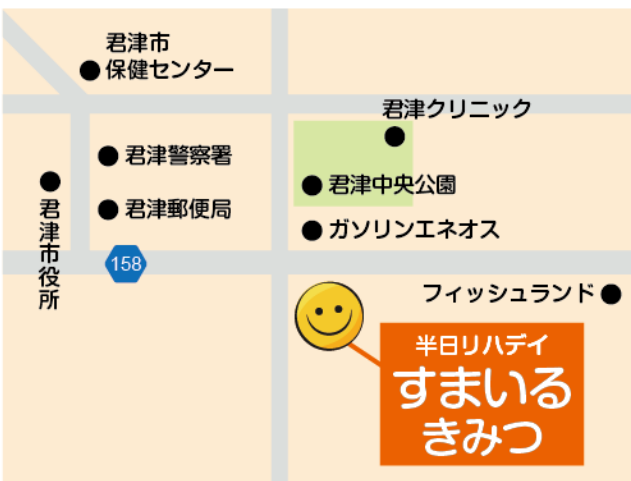 君津市
保健センター
君津クリニック
君津警察署
君津中央公園
君津郵便局
君津市役所
ガソリンエネオス
158
フィッシュランド
半日リハデイ
すまいる
きみつ